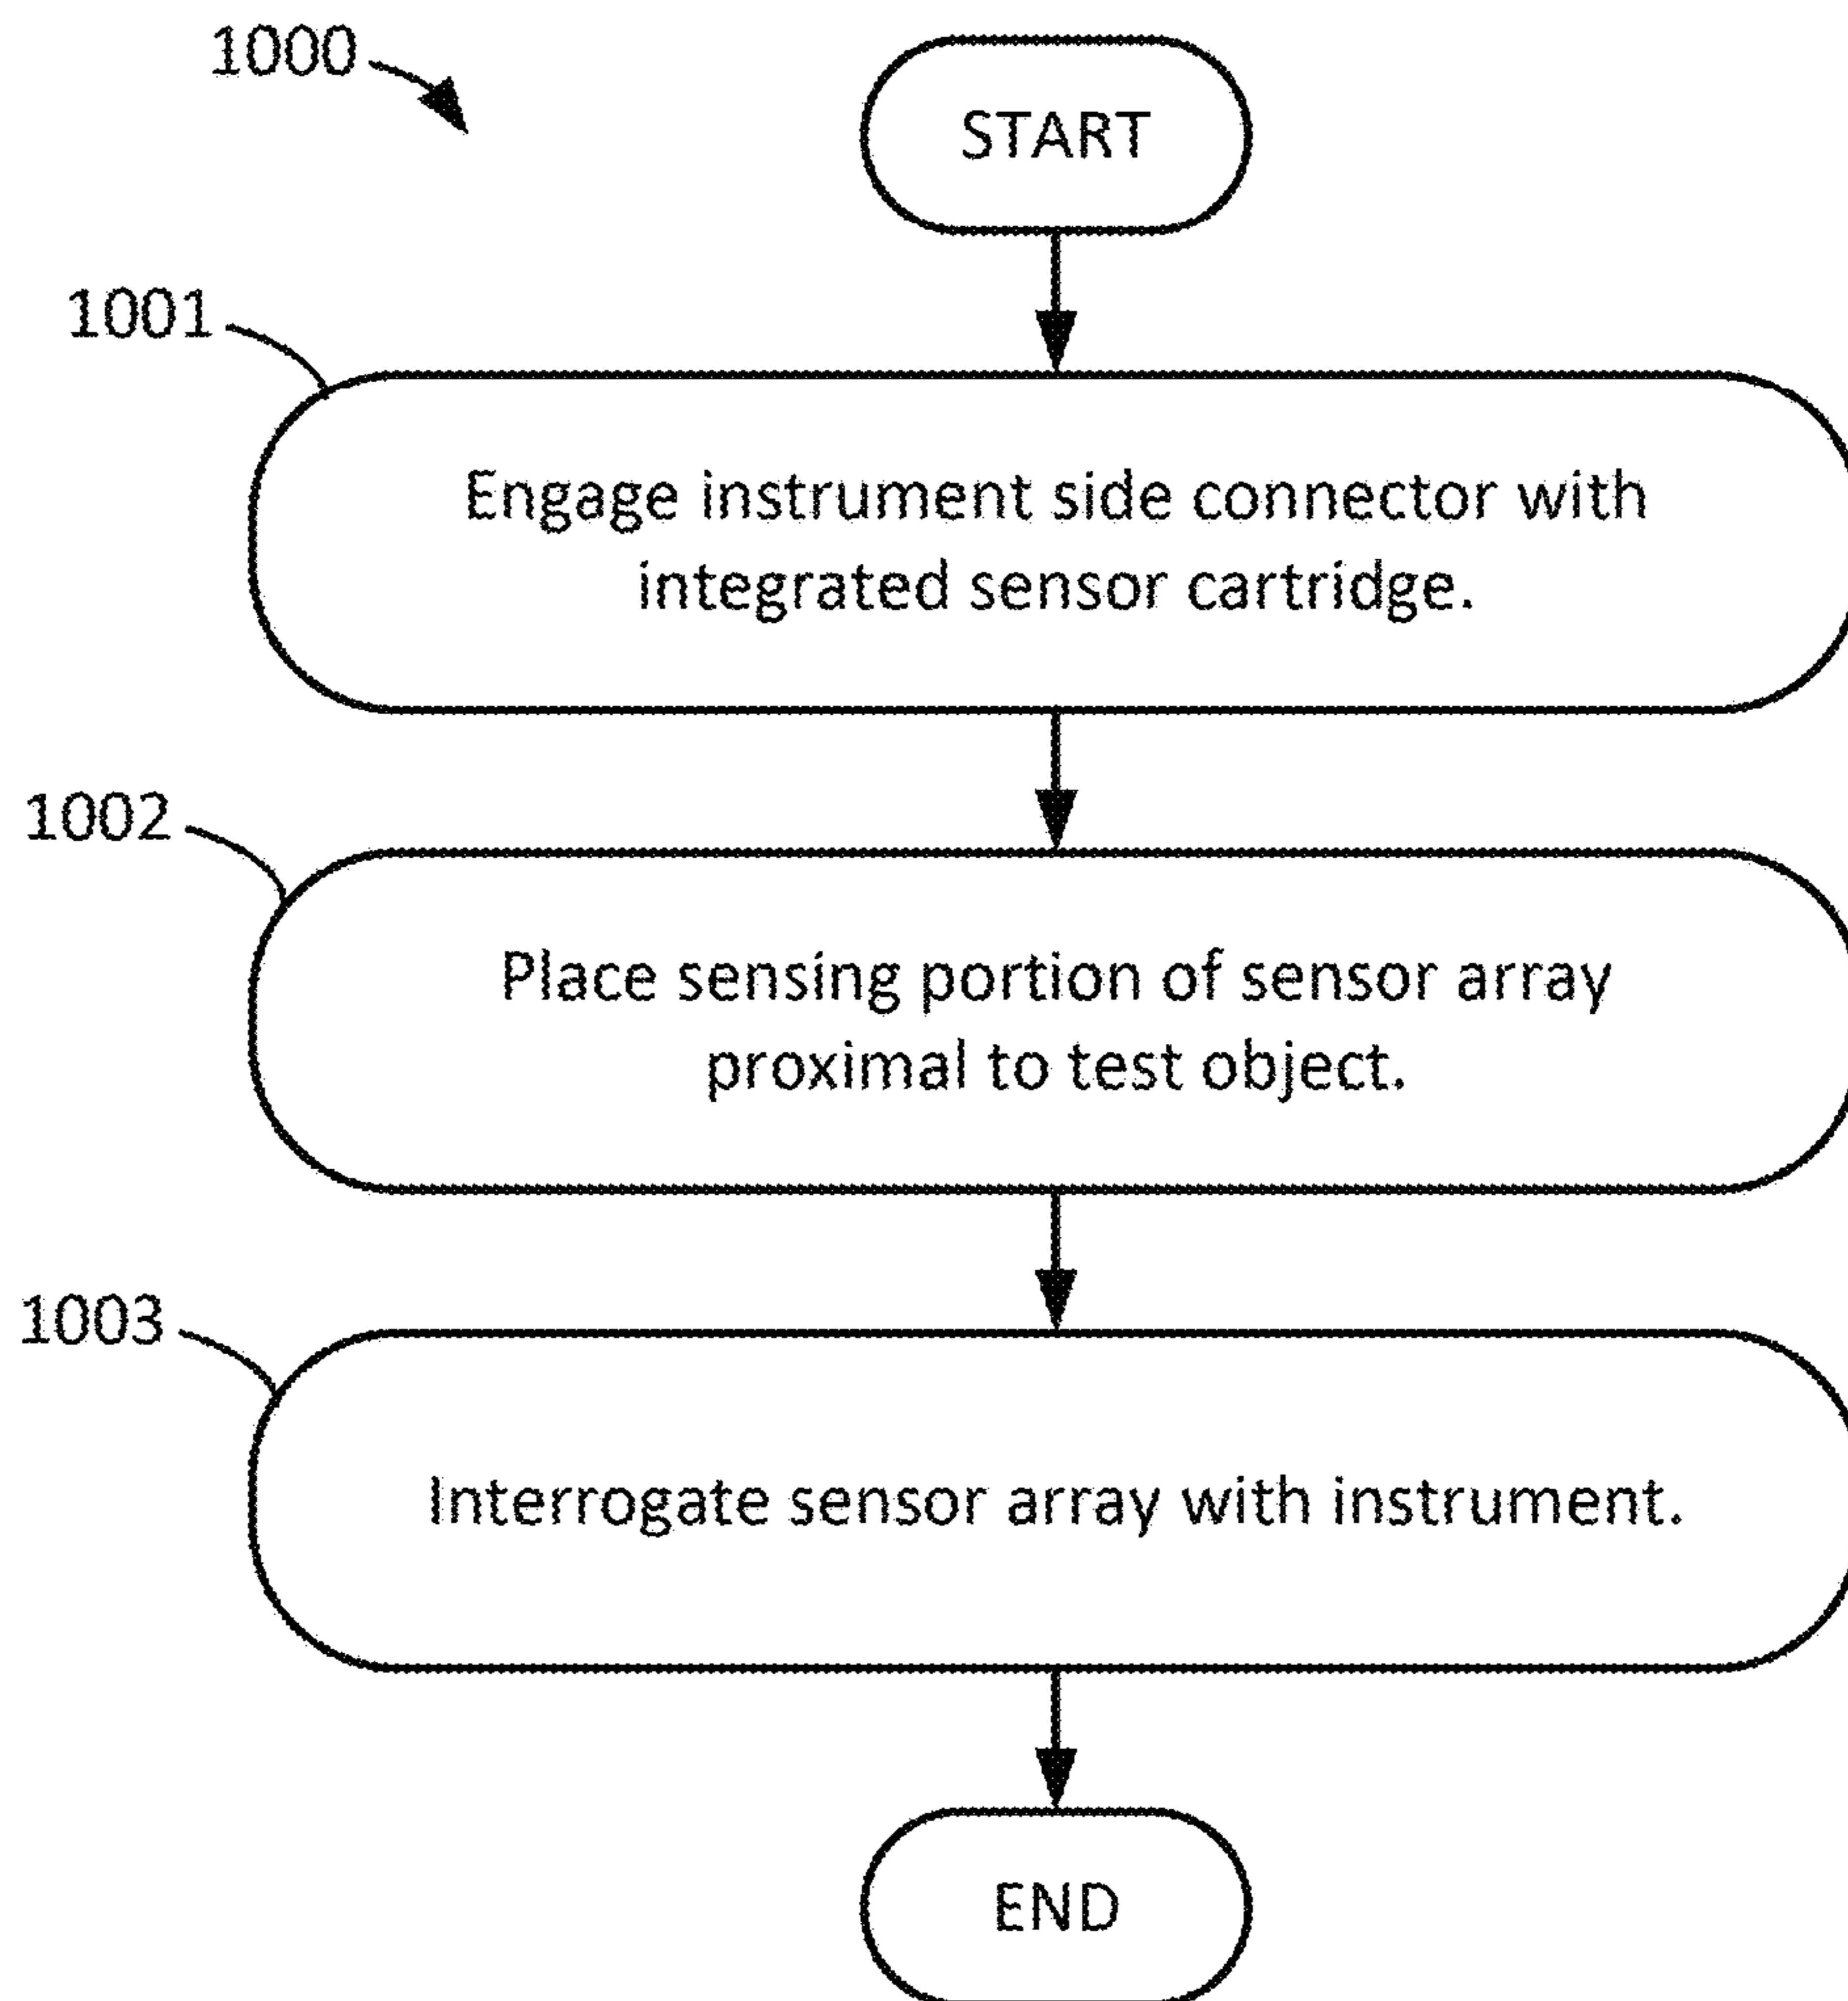 1000
START
1001
Engage instrument side connector with
integrated sensor cartridge.
1002
Place sensing portion of sensor array
proximal to test object.
1003
Interrogate sensor array with instrument.
END